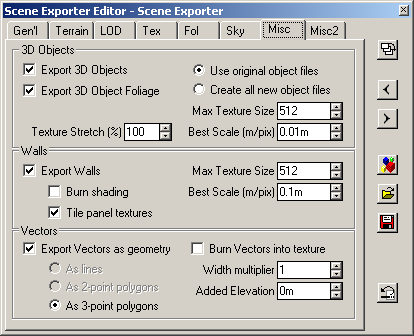 Scene Exporter Editor - Scene Exporter
Gen'l Terrain LOD Tex Fol Sky Misc Misc2
3D Objects
Export 3D Objects
Use original object files
Export 3D Object Foliage
Create all new object files
Max Texture Size 512
Texture Stretch (%) 100
Best Scale (m/pix) 0.01m
Walls
Export Walls
Max Texture Size 512
Burn shading
Best Scale (m/pix) 0.1m
Tile panel textures
Vectors
Export Vectors as geometry
Burn Vectors into texture
As lines
Width multiplier 1
As 2-point polygons
Added Elevation 0m
As 3-point polygons